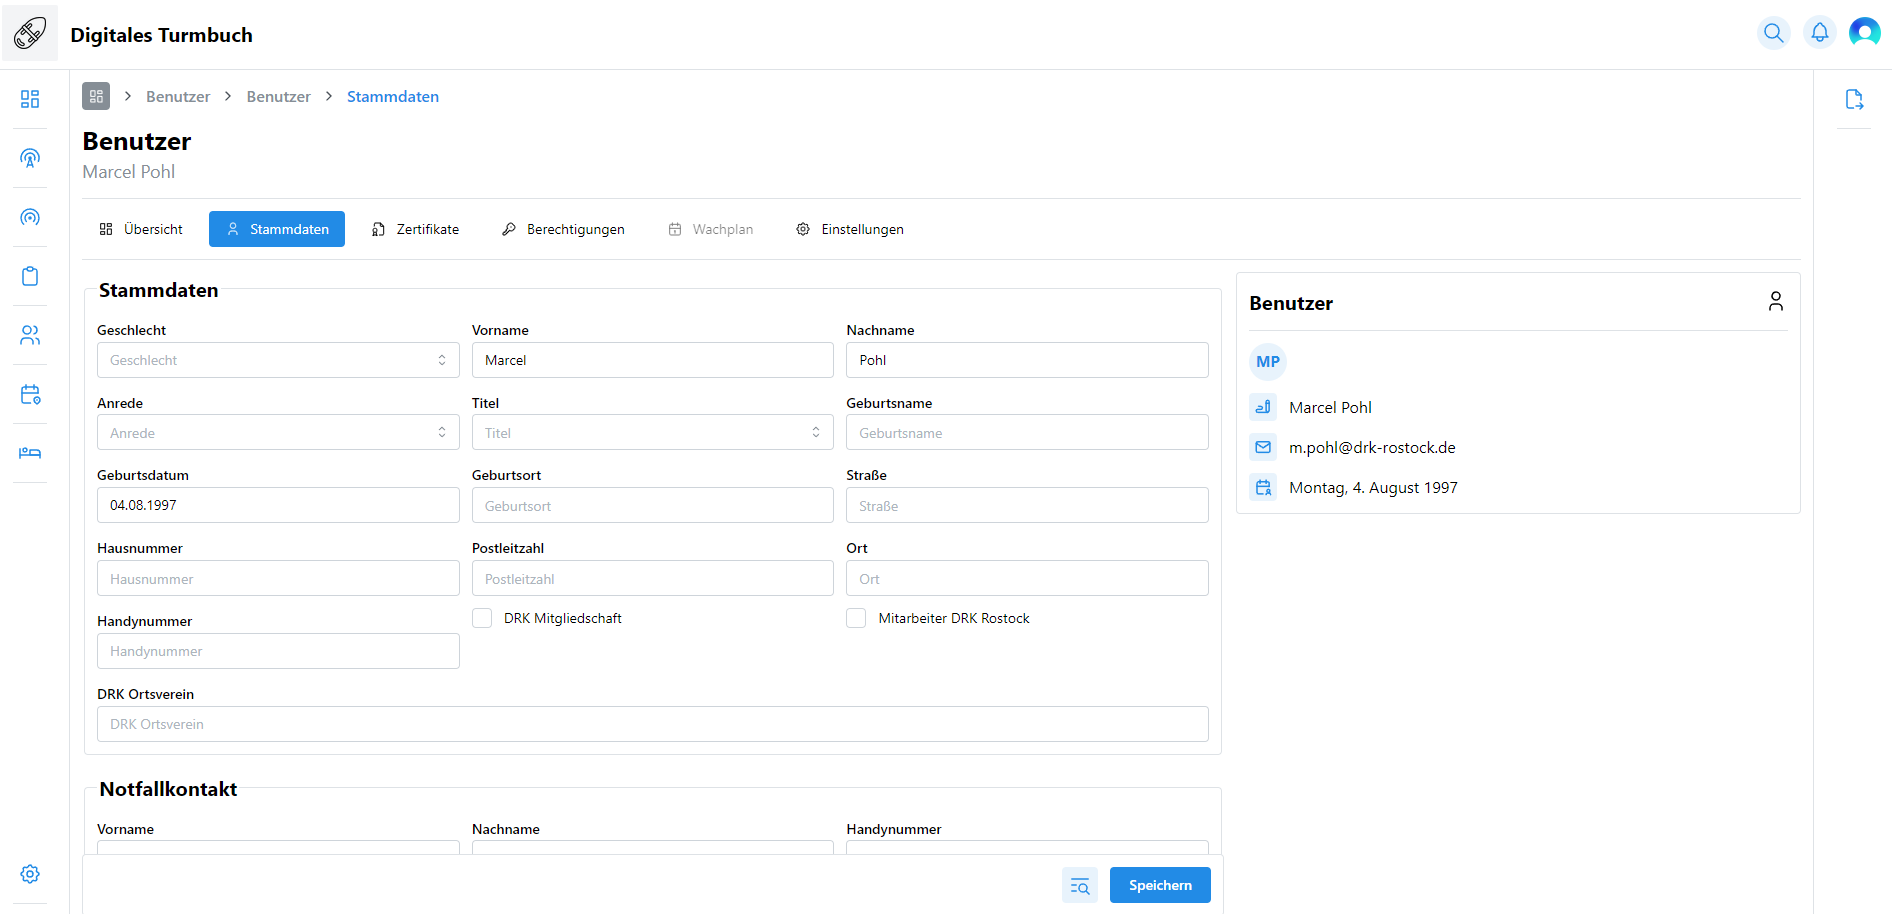 Digitales Turmbuch
Benutzer > Benutzer > Stammdaten
Benutzer
Marcel Pohl
Übersicht Stammdaten Zertifikate Berechtigungen Wachplan Einstellungen
Stammdaten
Geschlecht Vorname Nachname
Geschlecht Marcel Pohl
Anrede Titel Geburtsname
Anrede Titel Geburtsname
Geburtsdatum Geburtsort Straße
04.08.1997 Geburtsort Straße
Hausnummer Postleitzahl Ort
Hausnummer Postleitzahl Ort
Handynummer DRK Mitgliedschaft Mitarbeiter DRK Rostock
Handynummer
DRK Ortsverein
DRK Ortsverein
Notfallkontakt
Vorname Nachname Handynummer
Speichern
Benutzer
MP
Marcel Pohl
m.pohl@drk-rostock.de
Montag, 4. August 1997